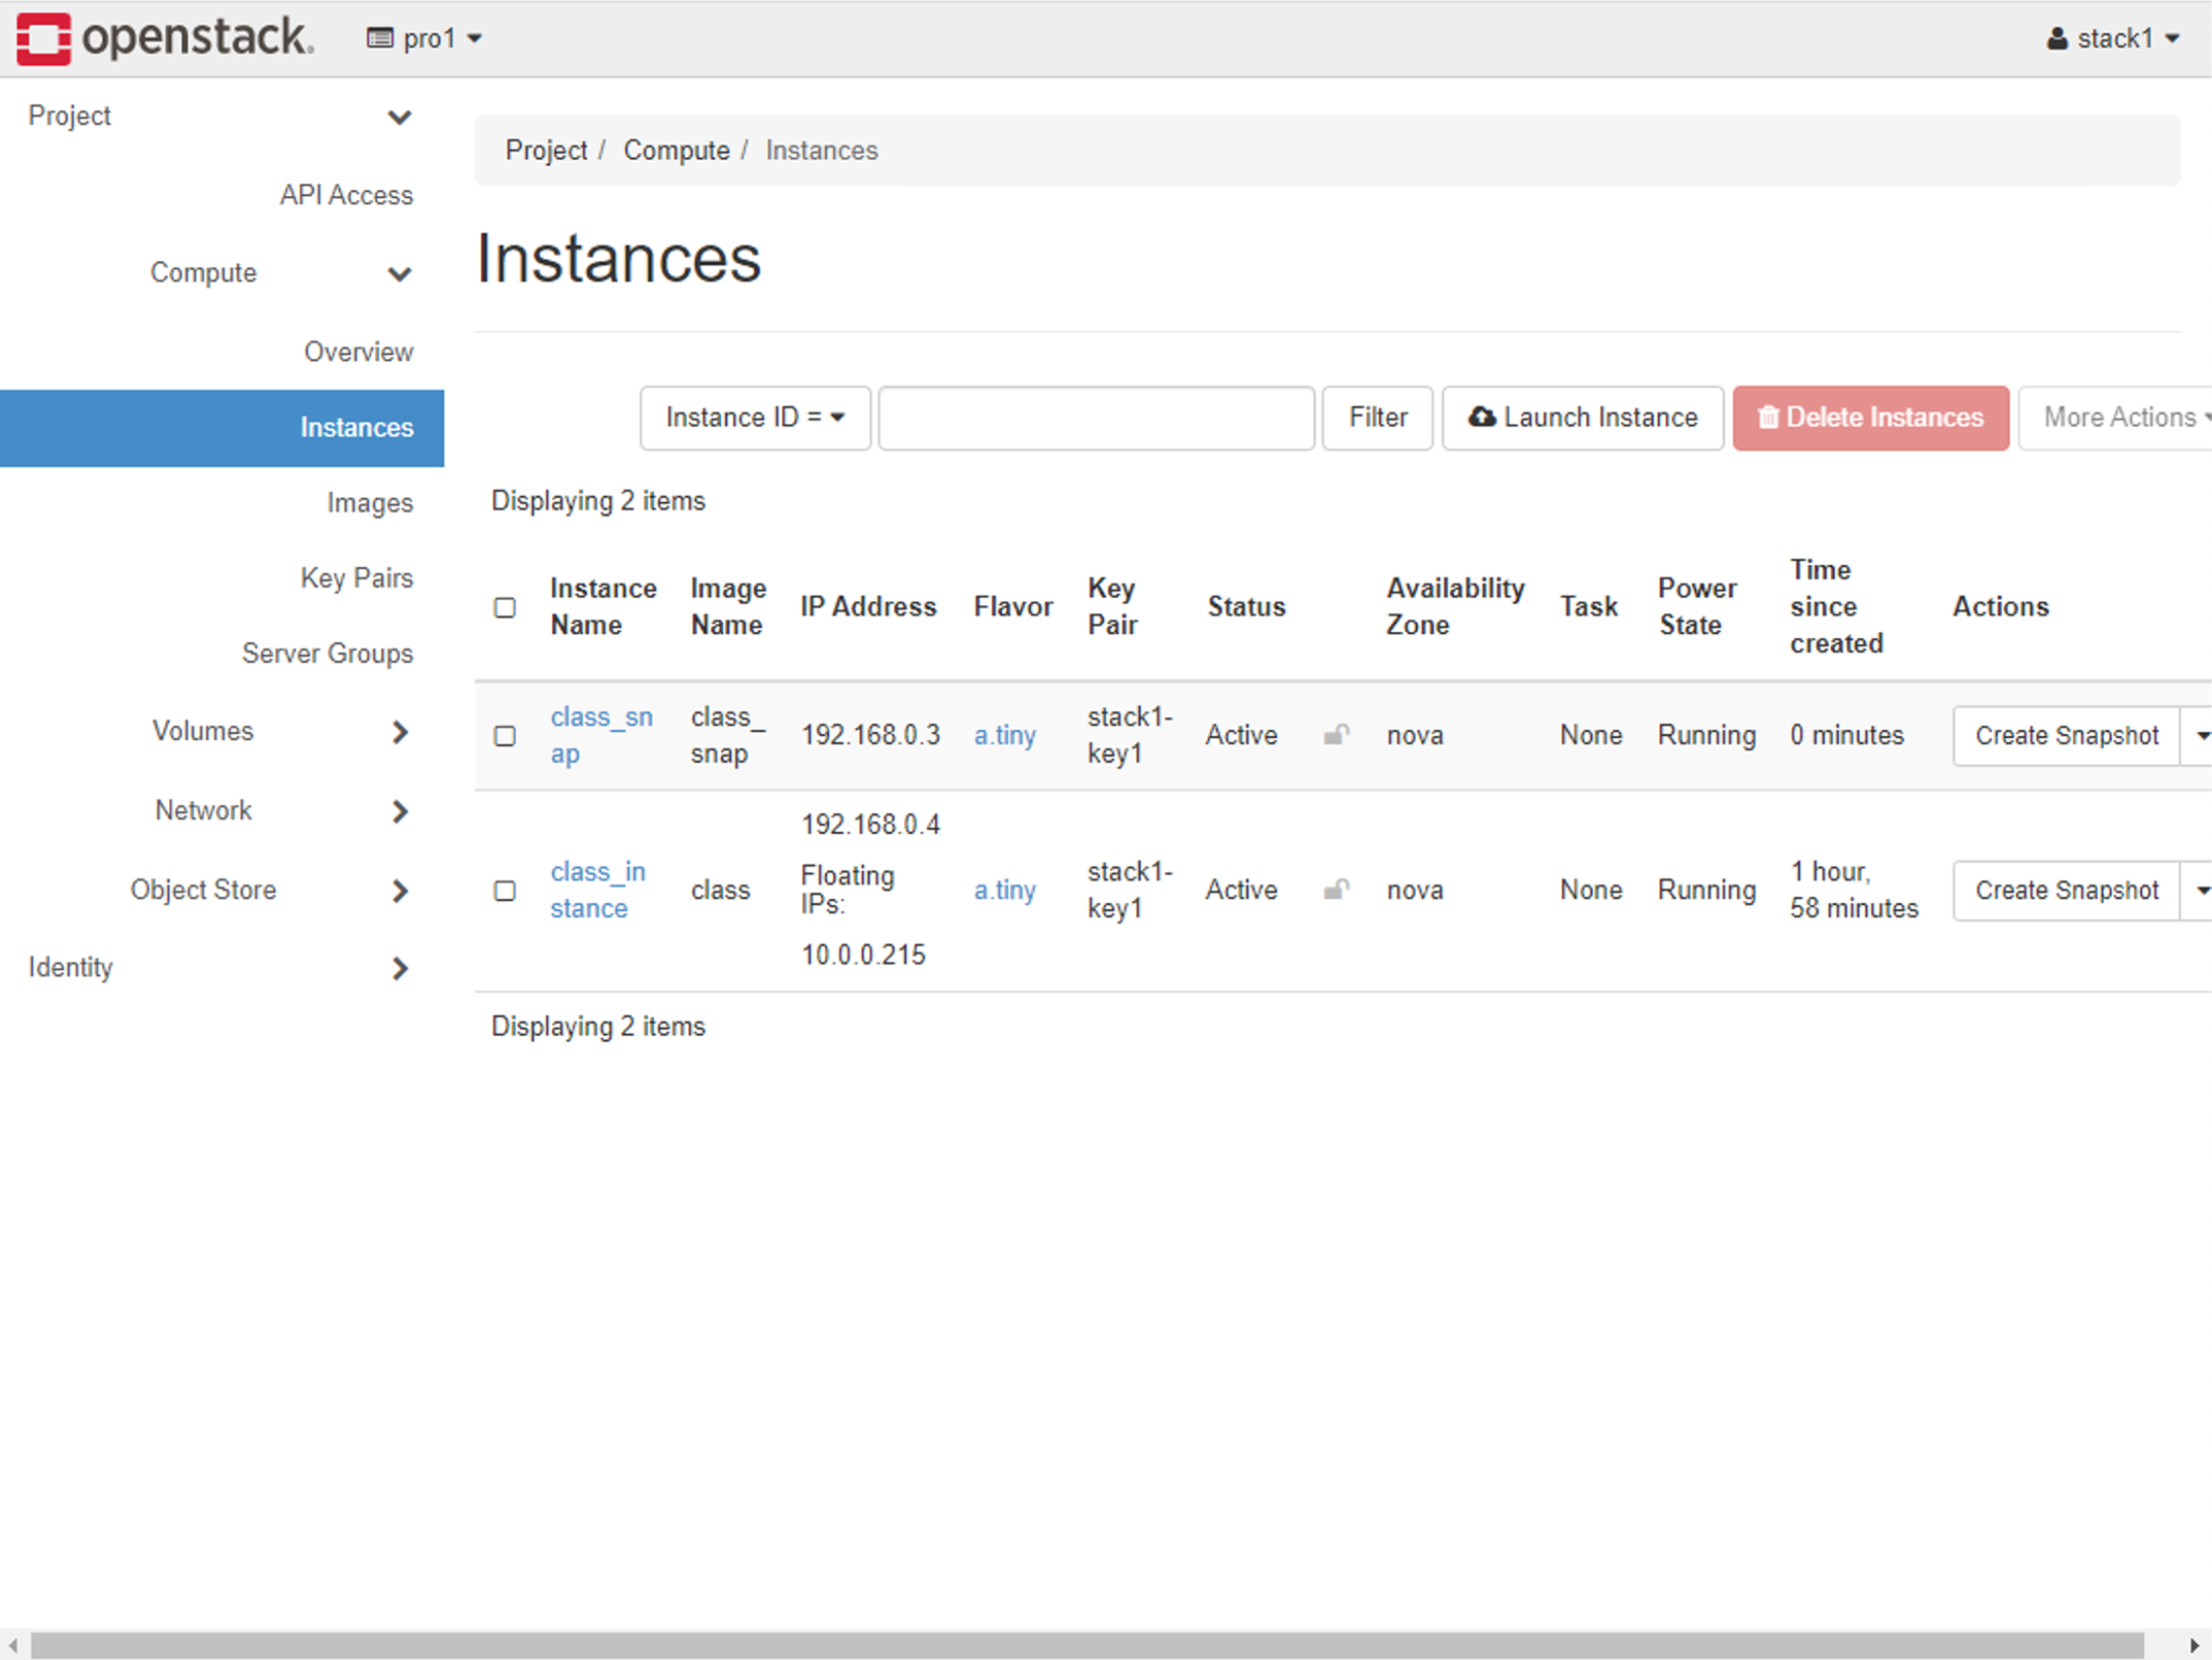 openstack. pro1 stack1
Project
API Access
Compute
Overview
Instances
Images
Key Pairs
Server Groups
Volumes
Network
Object Store
Identity
Project / Compute / Instances
Instances
Instance ID = Filter Launch Instance Delete Instances More Actions
Displaying 2 items
Instance Name Image Name IP Address Flavor Key Pair Status Availability Zone Task Power State Time since created Actions
class_snap class_snap 192.168.0.3 a.tiny stack1-key1 Active nova None Running 0 minutes Create Snapshot
class_instance class 192.168.0.4 Floating IPs: 10.0.0.215 a.tiny stack1-key1 Active nova None Running 1 hour, 58 minutes Create Snapshot
Displaying 2 items